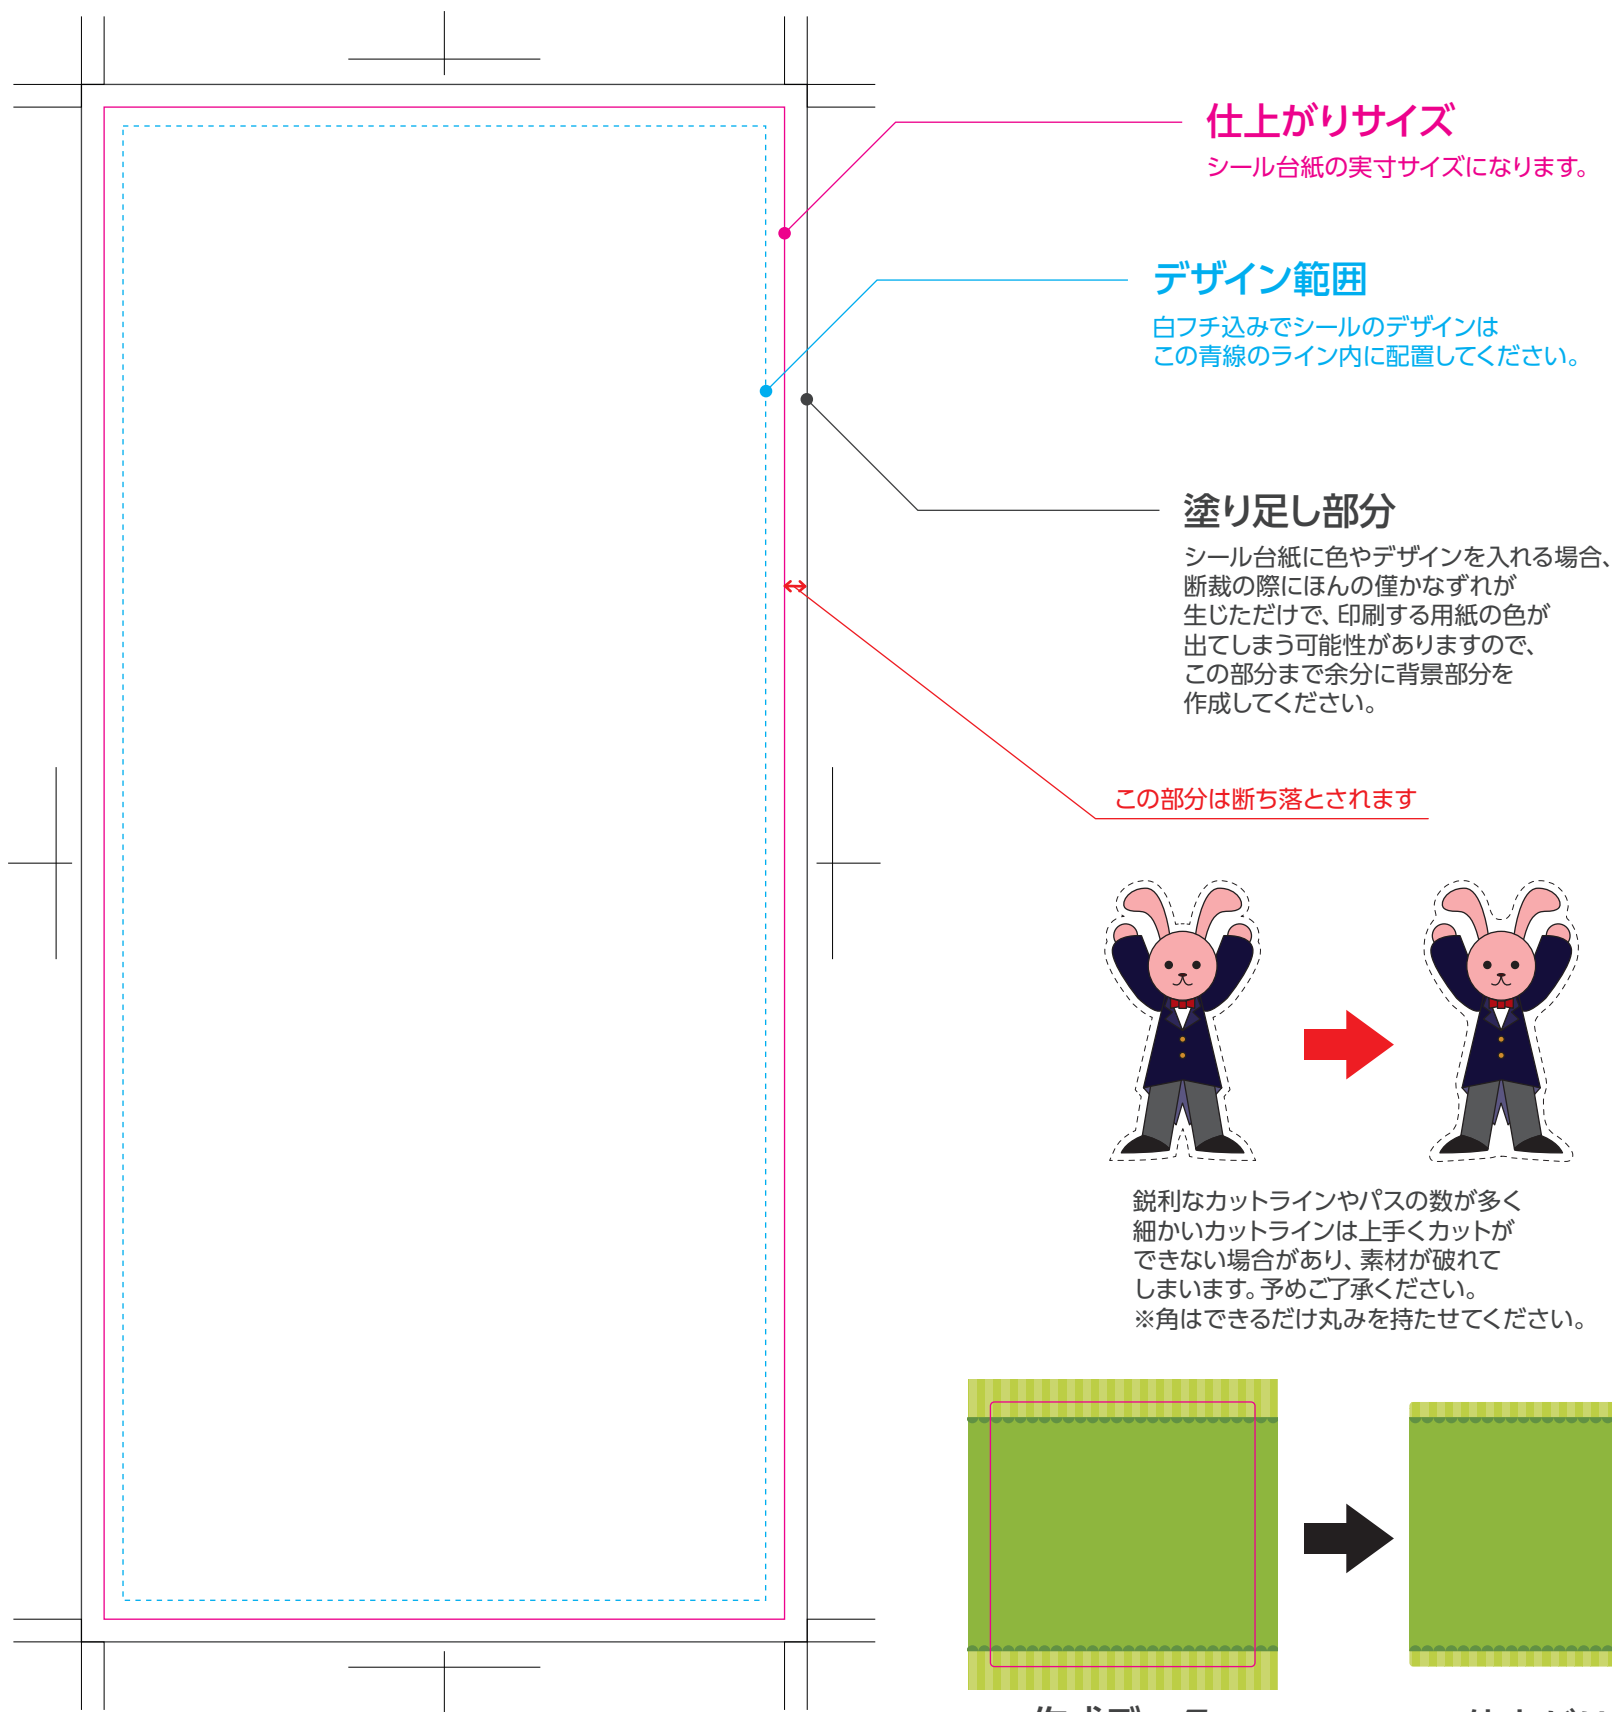 仕上がりサイズ
シール台紙の実寸サイズになります。
デザイン範囲
白フチ込みでシールのデザインは
この青線のライン内に配置してください。
塗り足し部分
シール台紙に色やデザインを入れる場合、
断裁の際にほんの僅かなずれが
生じただけで、印刷する用紙の色が
出てしまう可能性がありますので、
この部分まで余分に背景部分を
作成してください。
この部分は断ち落とされます
鋭利なカットラインやパスの数が多く
細かいカットラインは上手くカットが
できない場合があり、素材が破れて
しまいます。予めご了承ください。
※角はできるだけ丸みを持たせてください。